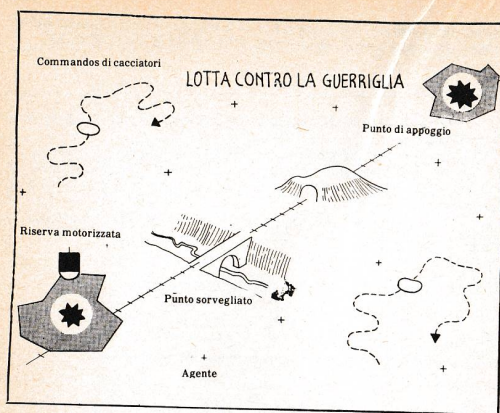 Commandos di cacciatori
LOTTA CONTRO LA GUERRIGLIA
Punto di appoggio
Riserva motorizzata
Punto sorvegliato
Agente